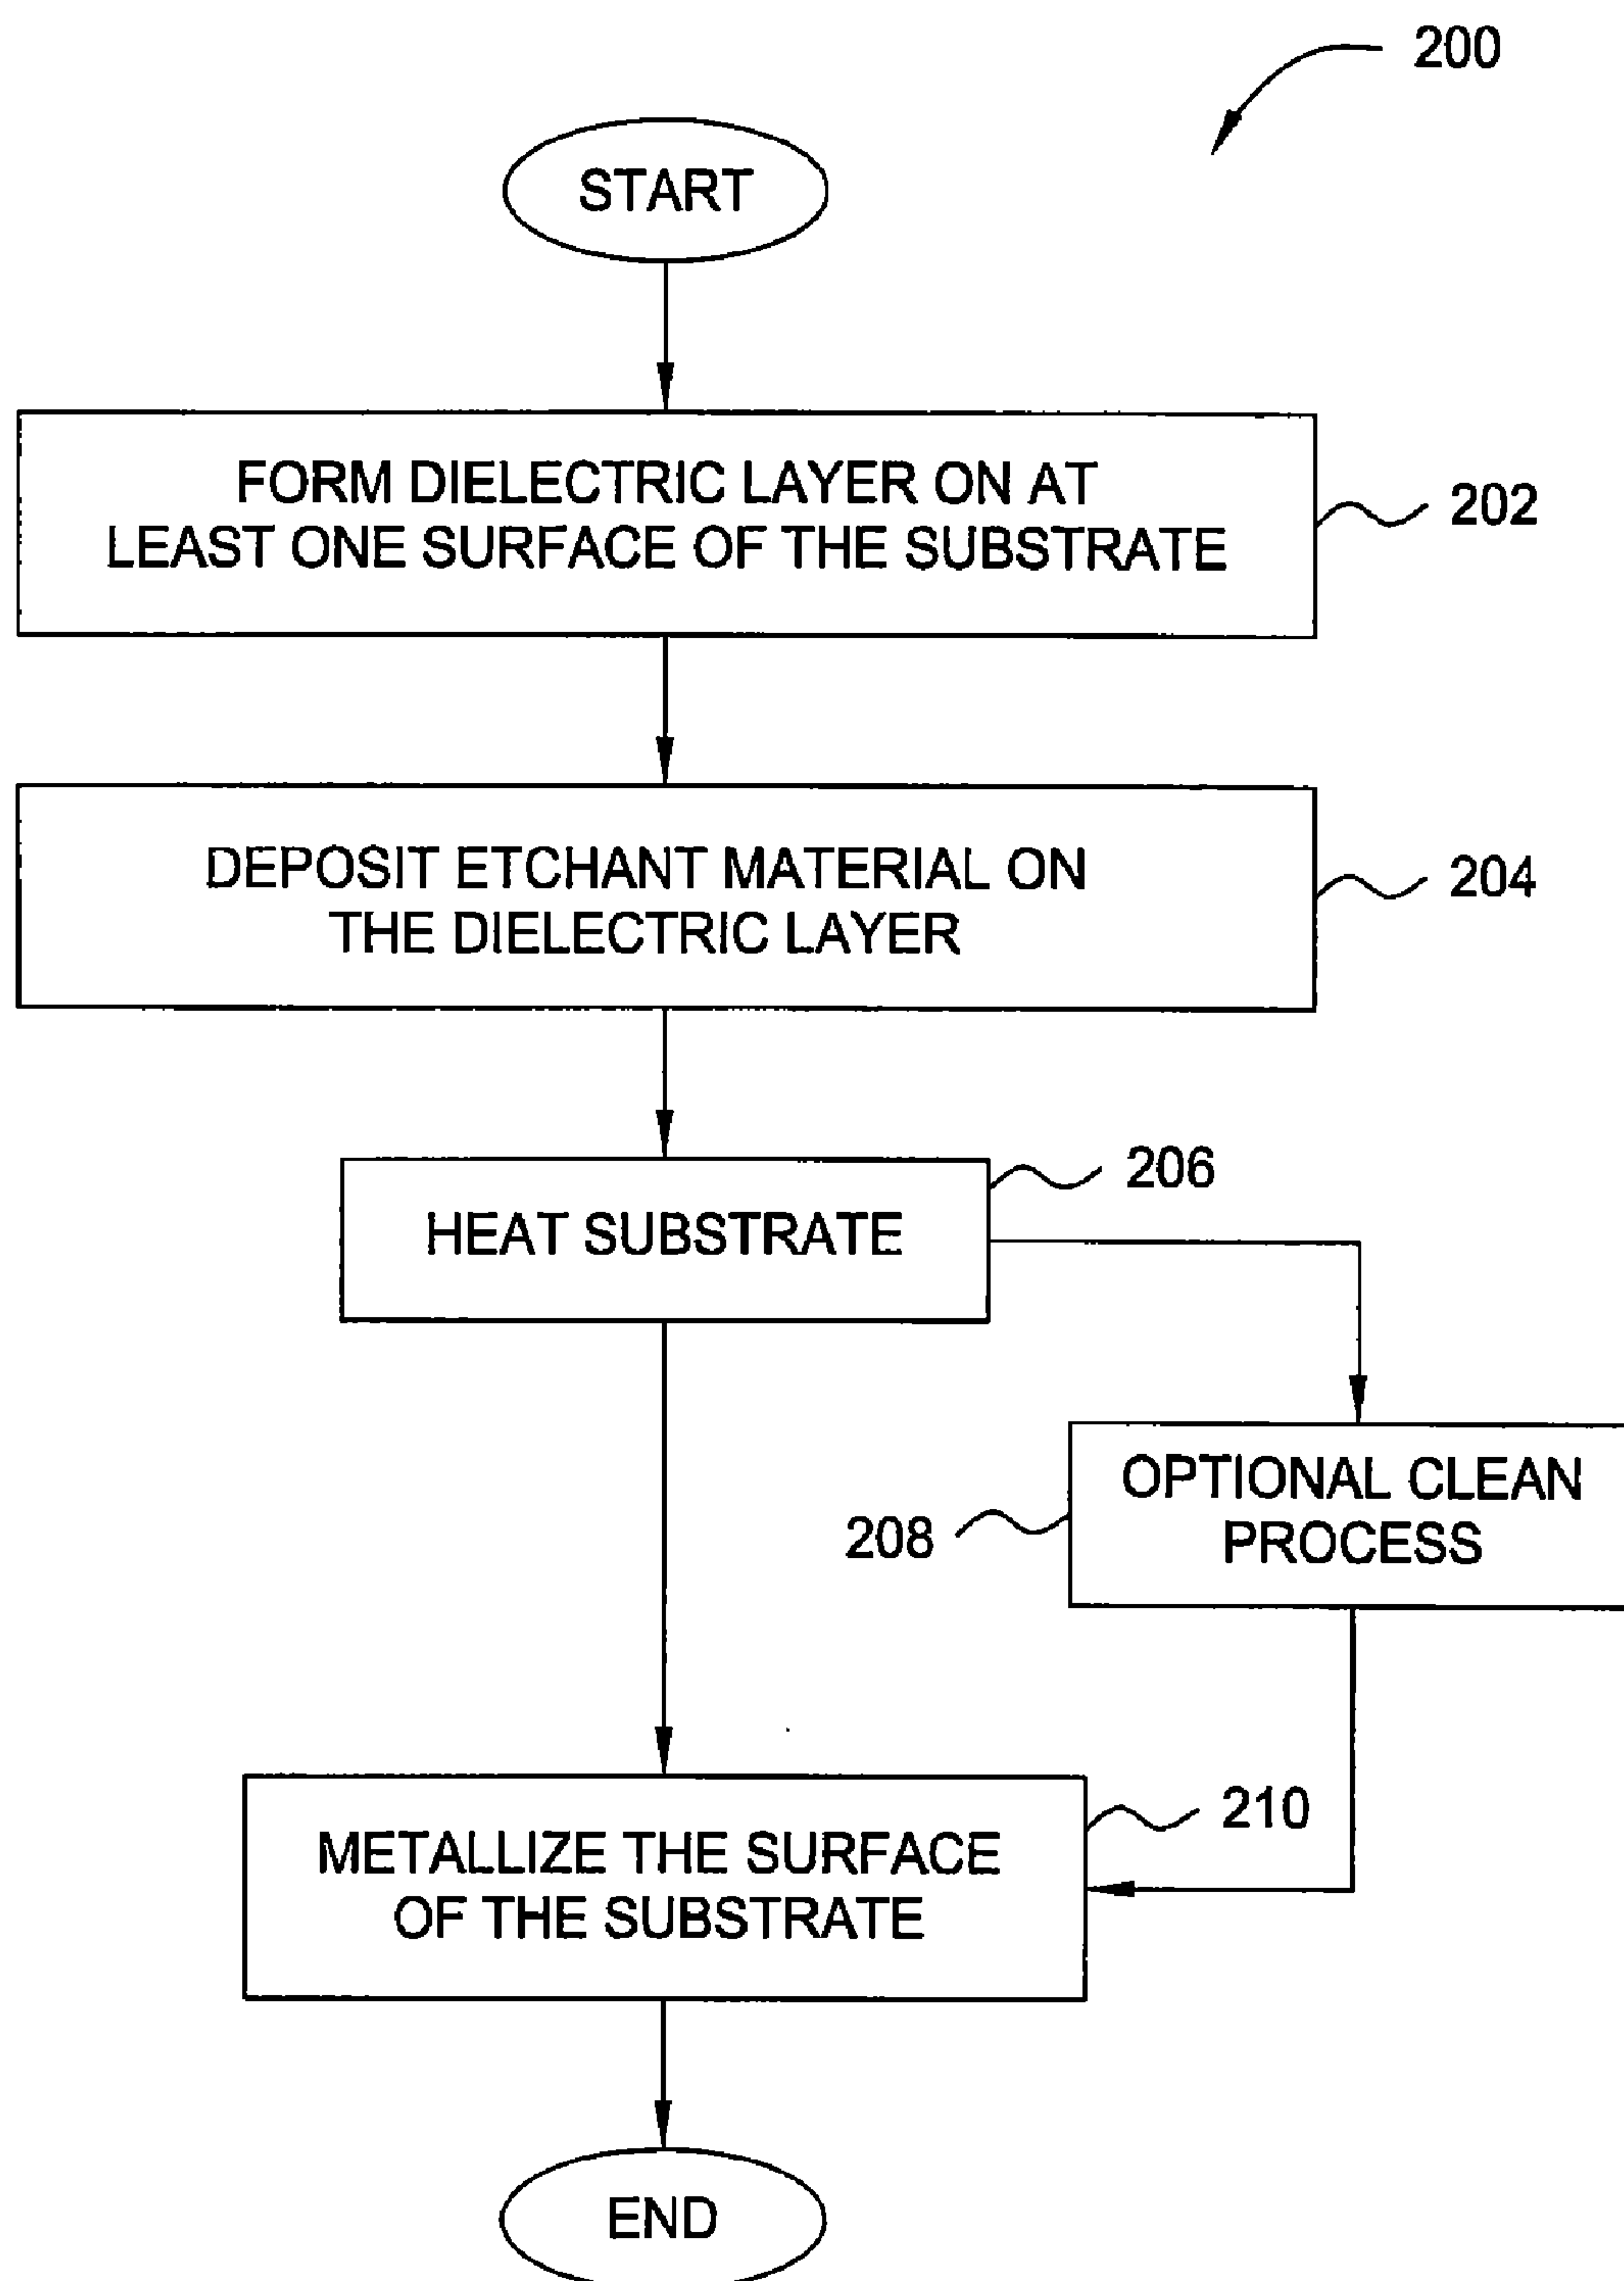 200
START
FORM DIELECTRIC LAYER ON AT
LEAST ONE SURFACE OF THE SUBSTRATE
202
DEPOSIT ETCHANT MATERIAL ON
THE DIELECTRIC LAYER
204
206
HEAT SUBSTRATE
OPTIONAL CLEAN
PROCESS
208
210
METALLIZE THE SURFACE
OF THE SUBSTRATE
END